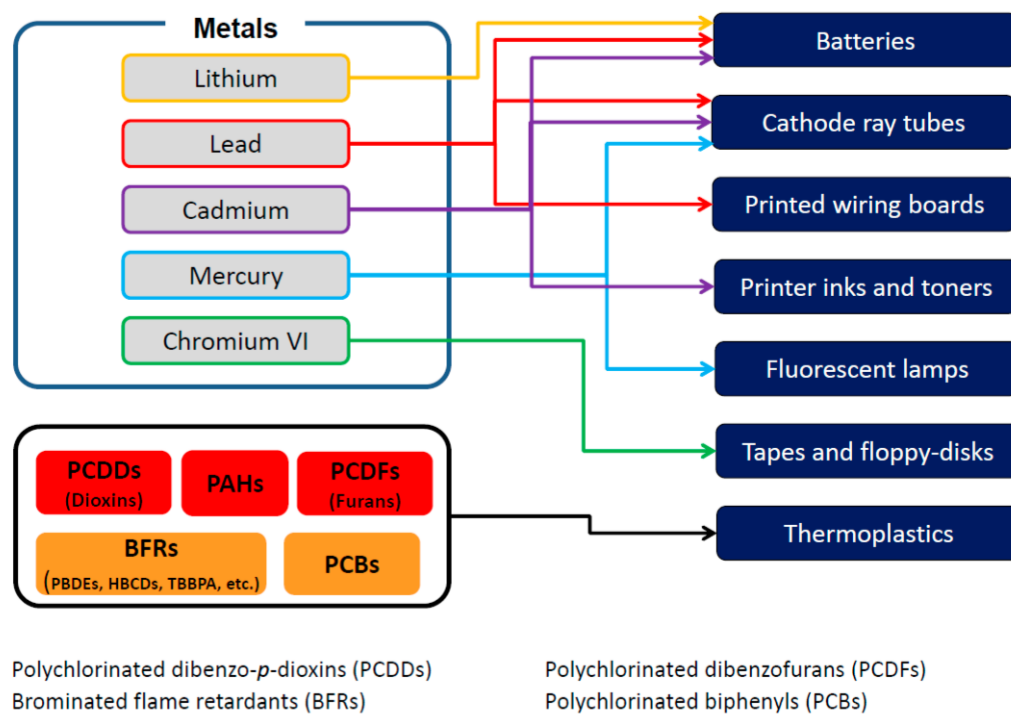 Metals
Lithium
Lead
Cadmium
Mercury
Chromium VI
Batteries
Cathode ray tubes
Printed wiring boards
Printer inks and toners
Fluorescent lamps
Tapes and floppy-disks
Thermoplastics
PCDDs
(Dioxins)
PAHs
PCDFs
(Furans)
BFRs
(PBDEs, HBCDs, TBBPA, etc.)
PCBs
Polychlorinated dibenzo-p-dioxins (PCDDs)
Polychlorinated dibenzofurans (PCDFs)
Brominated flame retardants (BFRs)
Polychlorinated biphenyls (PCBs)